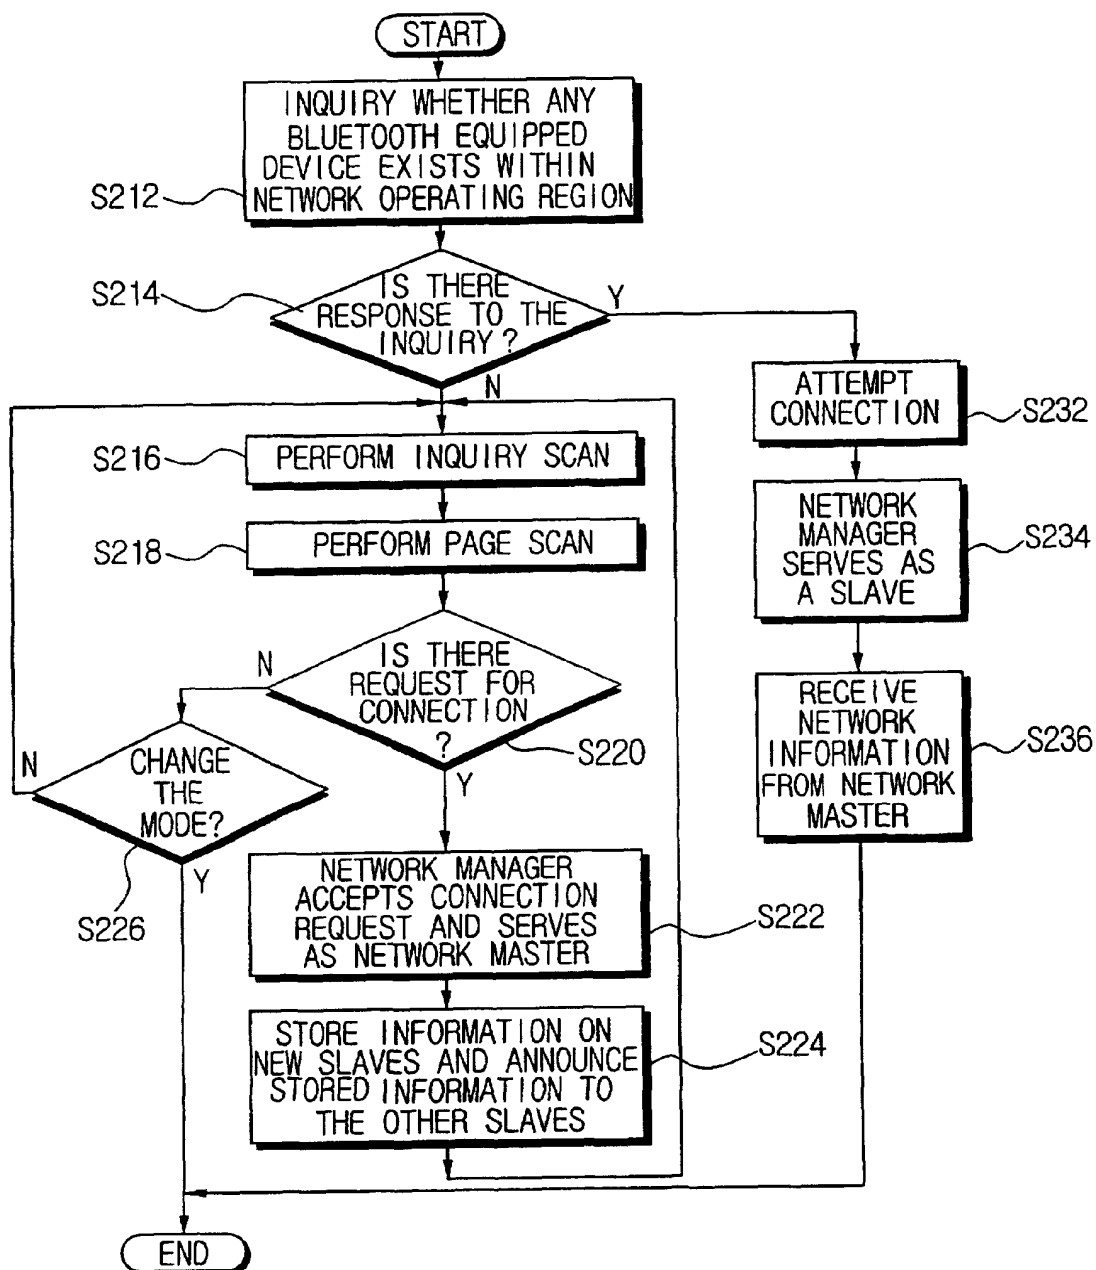 START
INQUIRY WHETHER ANY
BLUETOOTH EQUIPPED
DEVICE EXISTS WITHIN
NETWORK OPERATING REGION
S212
IS THERE
RESPONSE TO THE
INQUIRY?
S214
Y
N
ATTEMPT
CONNECTION
S232
PERFORM INQUIRY SCAN
S216
NETWORK
MANAGER
SERVES AS
A SLAVE
S234
PERFORM PAGE SCAN
S218
IS THERE
REQUEST FOR
CONNECTION
?
N
S220
Y
RECEIVE
NETWORK
INFORMATION
FROM NETWORK
MASTER
S236
CHANGE
THE
MODE?
N
Y
S226
NETWORK MANAGER
ACCEPTS CONNECTION
REQUEST AND SERVES
AS NETWORK MASTER
S222
STORE INFORMATION ON
NEW SLAVES AND ANNOUNCE
STORED INFORMATION TO
THE OTHER SLAVES
S224
END